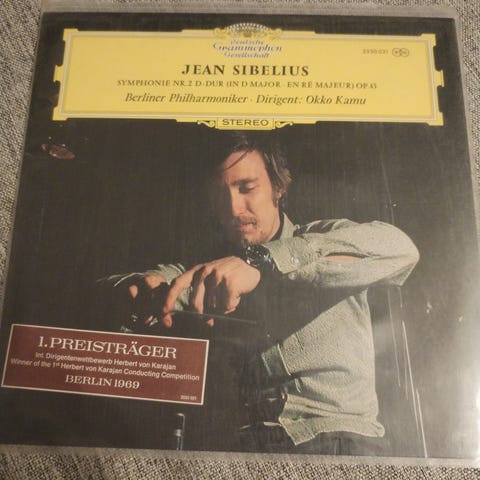 Deutsche
Grammophon
Gesellschaft
JEAN SIBELIUS
SYMPHONIE NR. 2 D-DUR (IN D MAJOR · EN RÉ MAJEUR) OP. 43
Berliner Philharmoniker · Dirigent: Okko Kamu
STEREO
1. PREISTRÄGER
Int. Dirigentenwettbewerb Herbert von Karajan
Winner of the 1st Herbert von Karajan Conducting Competition
BERLIN 1969